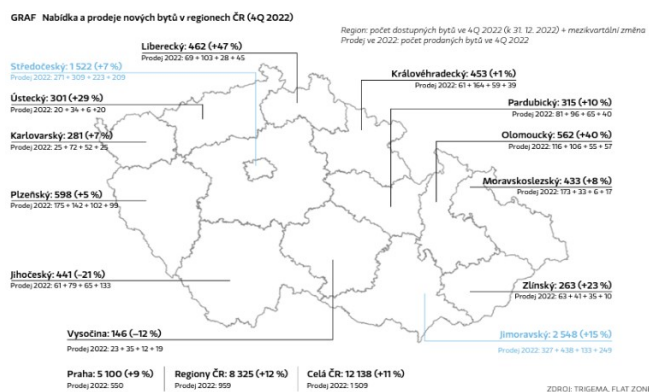 GRAF Nabídka a prodeje nových bytů v regionech ČR (4Q 2022)
Region: počet dostupných bytů ve 4Q 2022 (k 31. 12. 2022) + mezikvartální změna
Prodej ve 2022: počet prodaných bytů ve 4Q 2022
Liberecký: 462 (+47 %)
Prodej 2022: 69 + 103 + 28 + 45
Středočeský: 1 522 (+7 %)
Prodej 2022: 271 + 309 + 223 + 209
Královéhradecký: 453 (+1 %)
Prodej 2022: 61 + 164 + 59 + 39
Ústecký: 301 (+29 %)
Prodej 2022: 20 + 34 + 6 +20
Pardubický: 315 (+10 %)
Prodej 2022: 81 + 96 + 65 + 40
Karlovarský: 281 (+7 %)
Prodej 2022: 25 + 72 + 52 + 25
Olomoucký: 562 (+40 %)
Prodej 2022: 116 + 106 + 55 + 57
Moravskoslezský: 433 (+8 %)
Prodej 2022: 173 + 33 + 6 + 17
Plzeňský: 598 (+5 %)
Prodej 2022: 175 + 142 + 102 + 99
Jihočeský: 441 (–21 %)
Prodej 2022: 61 + 79 + 65 + 133
Zlínský: 263 (+23 %)
Prodej 2022: 63 + 41 + 35 + 10
Vysočina: 146 (–12 %)
Prodej 2022: 23 + 35 + 12 + 19
Jimoravský: 2 548 (+15 %)
Prodej 2022: 327 + 438 + 133 + 249
Praha: 5 100 (+9 %)
Prodej 2022: 550
Regiony ČR: 8 325 (+12 %)
Prodej 2022: 959
Celá ČR: 12 138 (+11 %)
Prodej 2022: 1 509
ZDROJ: TRIGEMA, FLAT ZONE